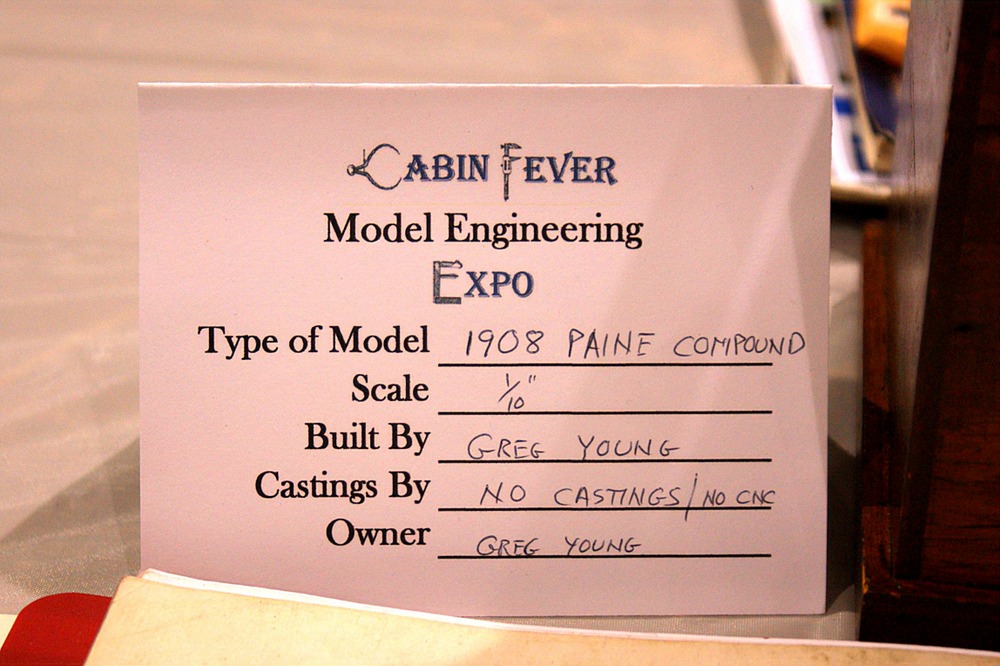 CABIN FEVER
Model Engineering
EXPO
Type of Model 1908 PAINE COMPOUND
Scale 1/10"
Built By GREG YOUNG
Castings By NO CASTINGS/NO CNC
Owner GREG YOUNG